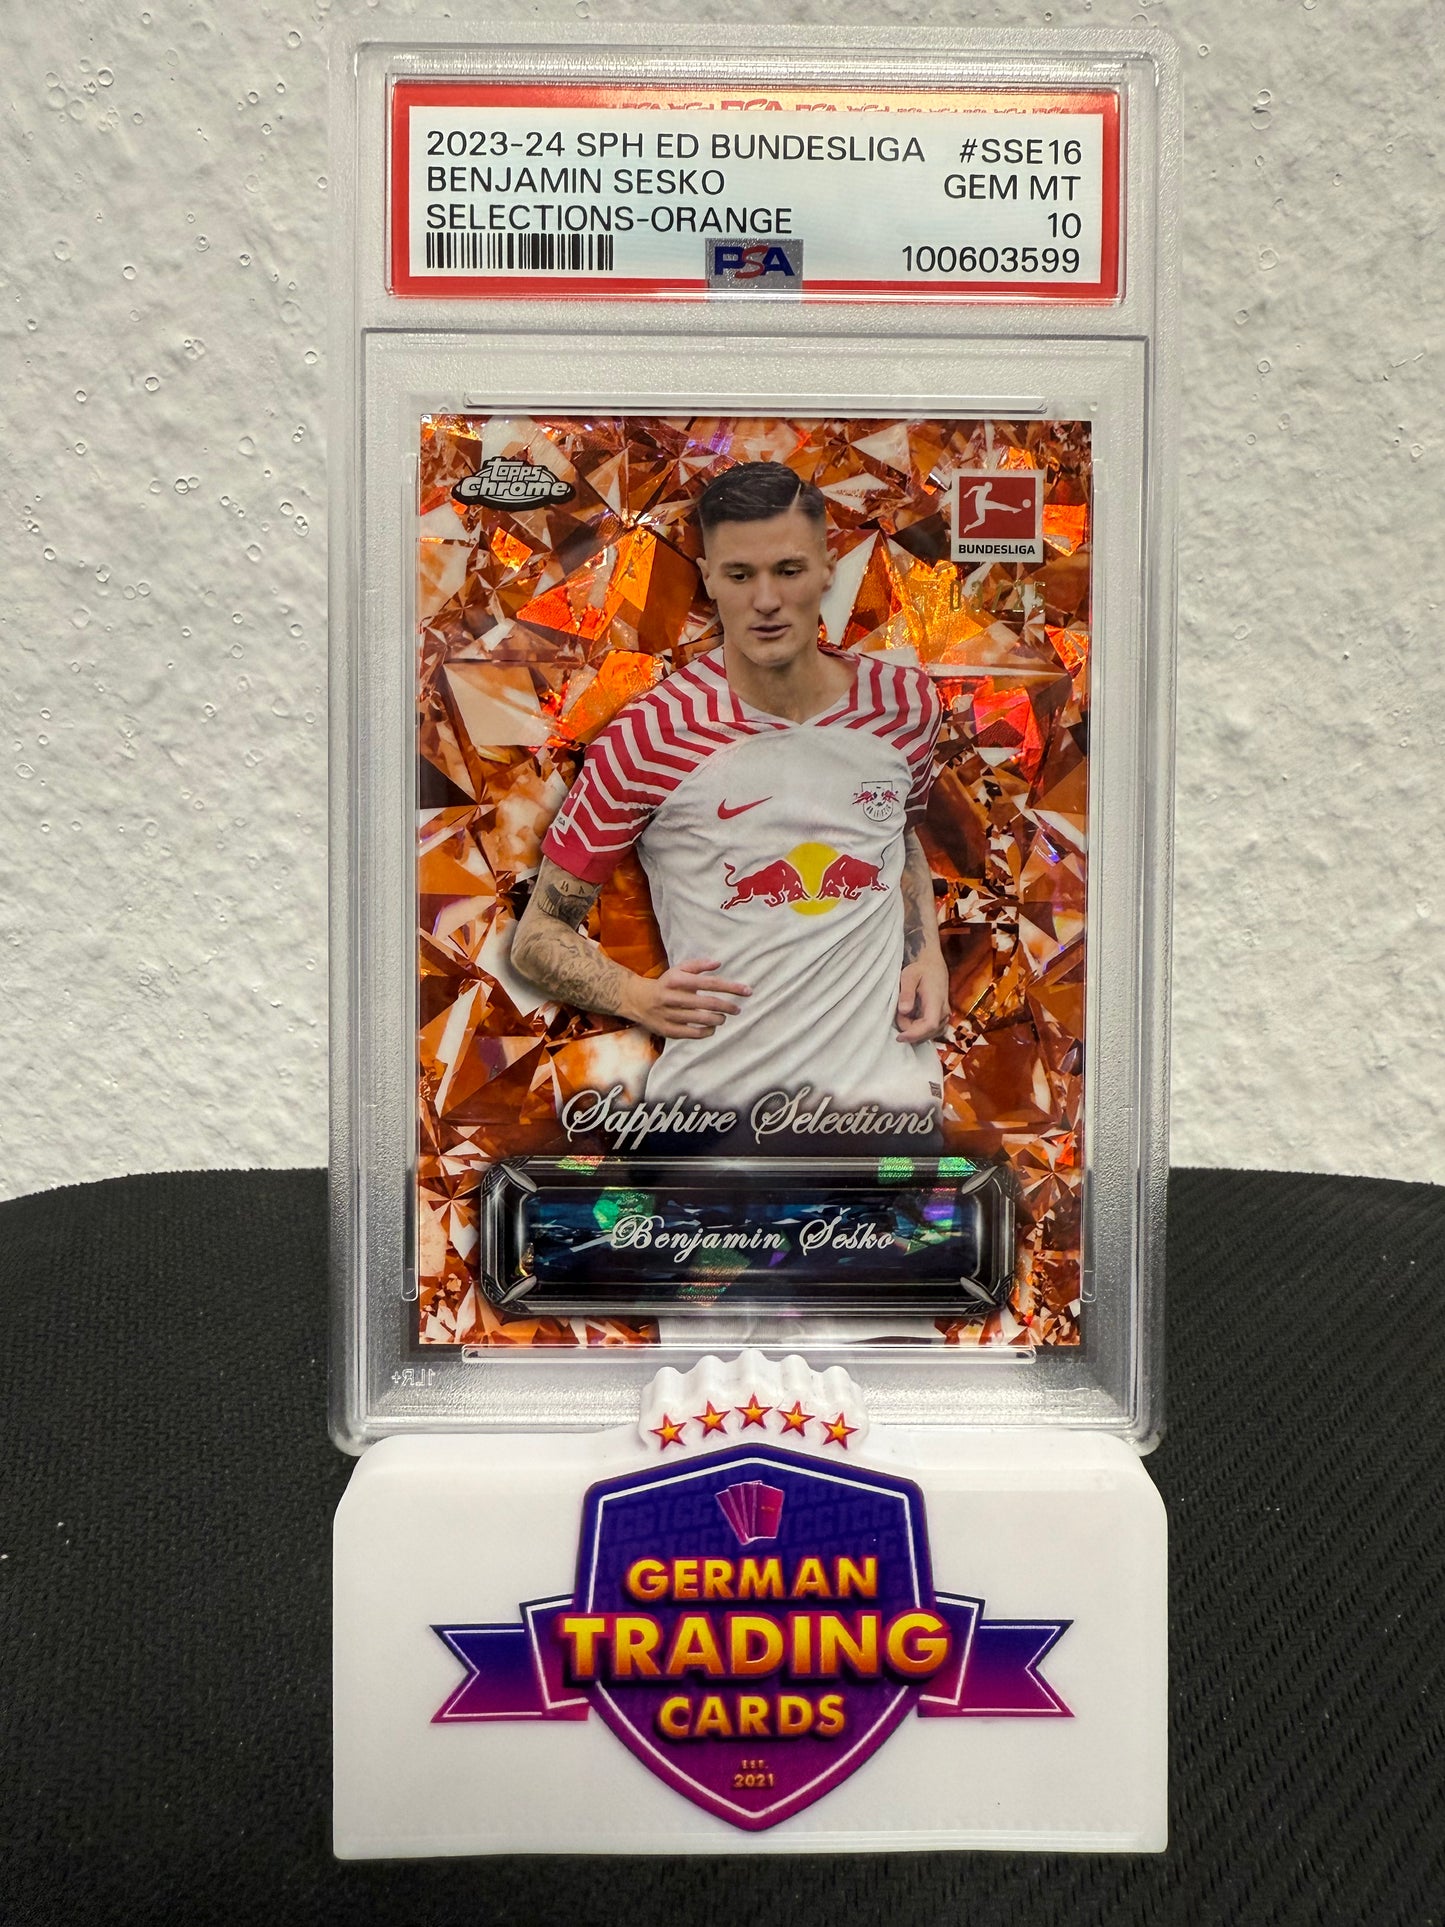 2023-24 SPH ED BUNDESLIGA #SSE16
BENJAMIN SESKO GEM MT
SELECTIONS-ORANGE 10
PSA 100603599
Topps
Chrome
BUNDESLIGA
Sapphire Selections
Benjamin Šeško
GERMAN
TRADING
CARDS
EST.
2021